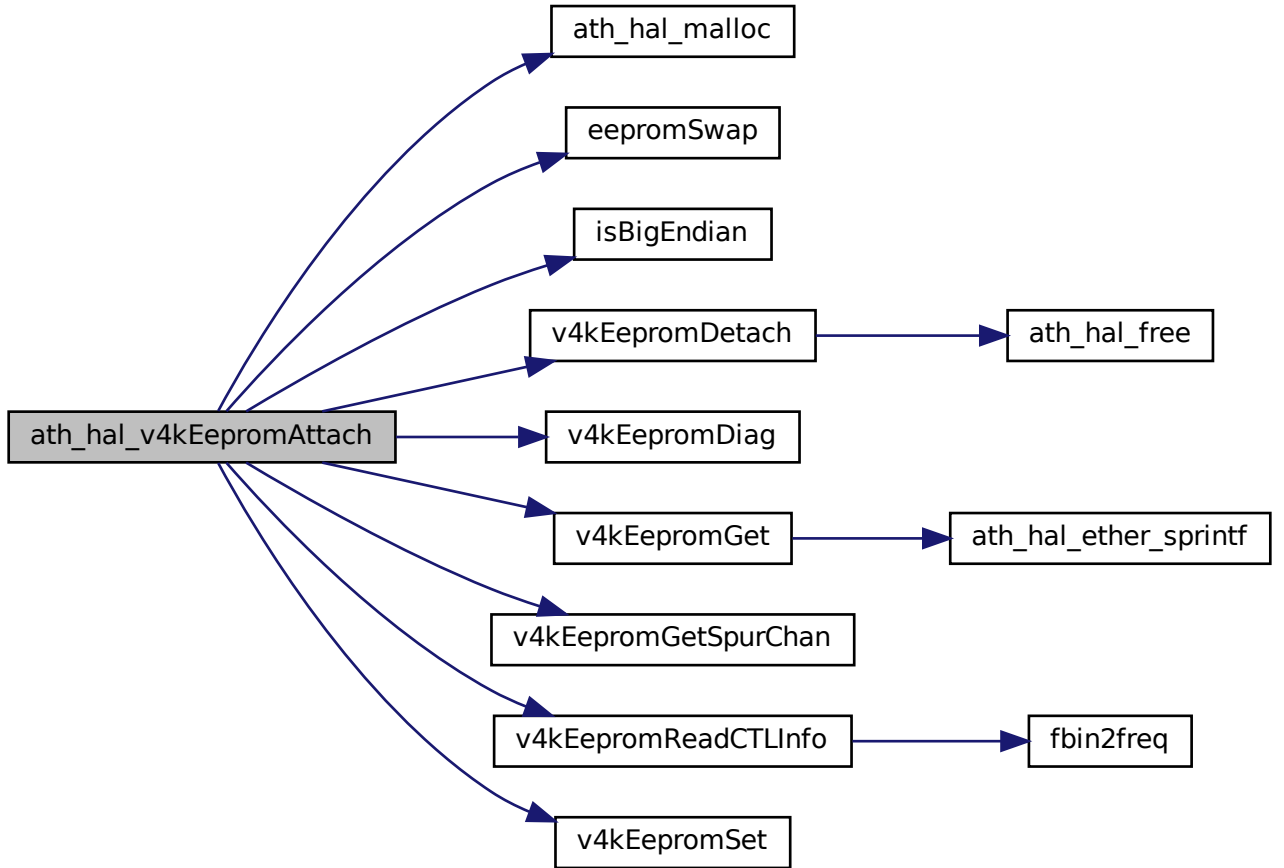 ath_hal_malloc
eepromSwap
isBigEndian
v4kEepromDetach
ath_hal_free
ath_hal_v4kEepromAttach
v4kEepromDiag
v4kEepromGet
ath_hal_ether_sprintf
v4kEepromGetSpurChan
v4kEepromReadCTLInfo
fbin2freq
v4kEepromSet